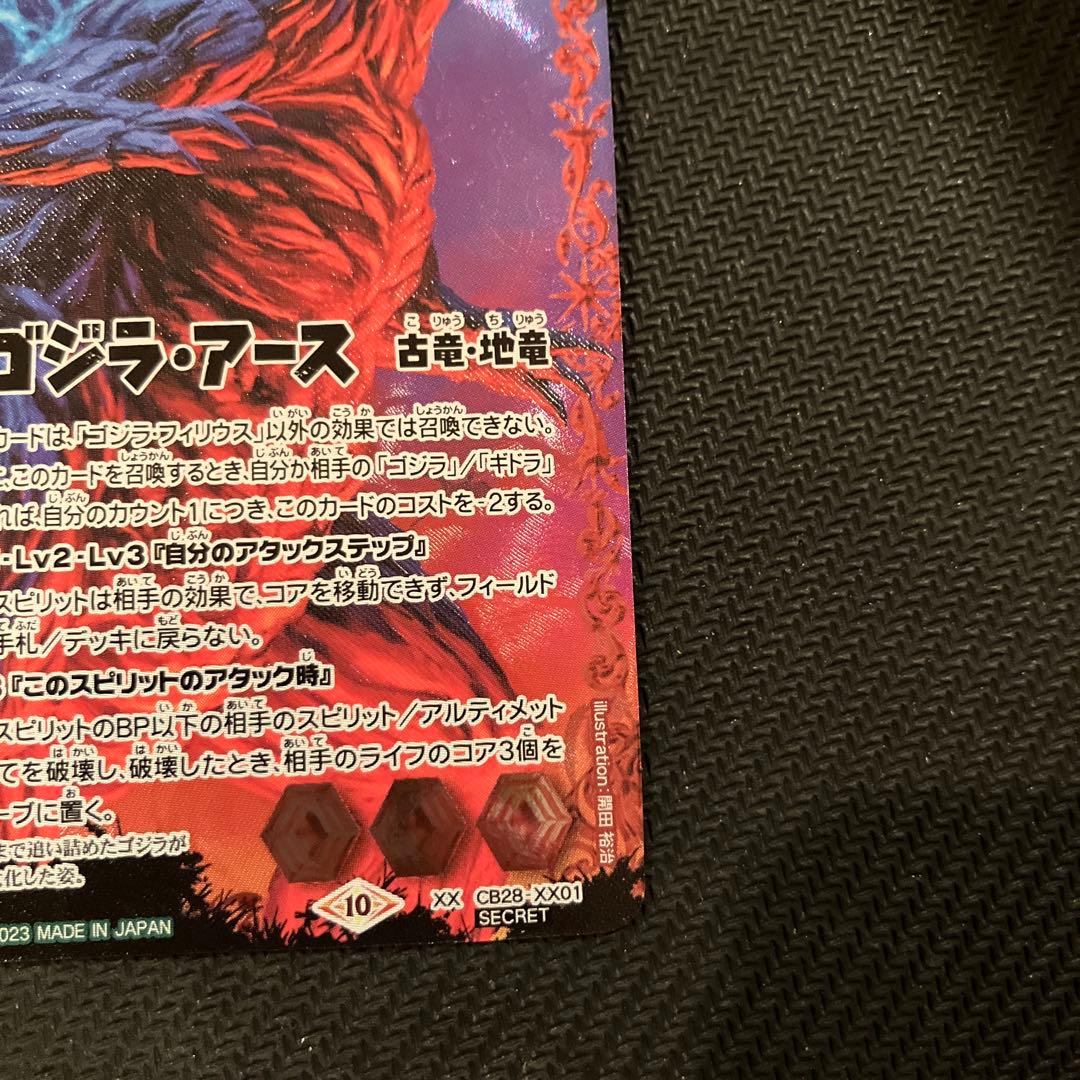 ゴジラ・アース 古竜・地竜
カードは、「ゴジラ・フィリウス」以外の効果では召喚できない。
、このカードを召喚するとき、自分か相手の「ゴジラ」/「ギドラ」
れば、自分のカウント1につき、このカードのコストを-2する。
・Lv2・Lv3『自分のアタックステップ』
スピリットは相手の効果で、コアを移動できず、フィールド
手札/デッキに戻らない。
3『このスピリットのアタック時』
スピリットのBP以下の相手のスピリット/アルティメット
てを破壊し、破壊したとき、相手のライフのコア3個を
ーブに置く。
まで追い詰めたゴジラが
化した姿。
illustration:開田 裕治
10 XX CB28-XX01
SECRET
023 MADE IN JAPAN